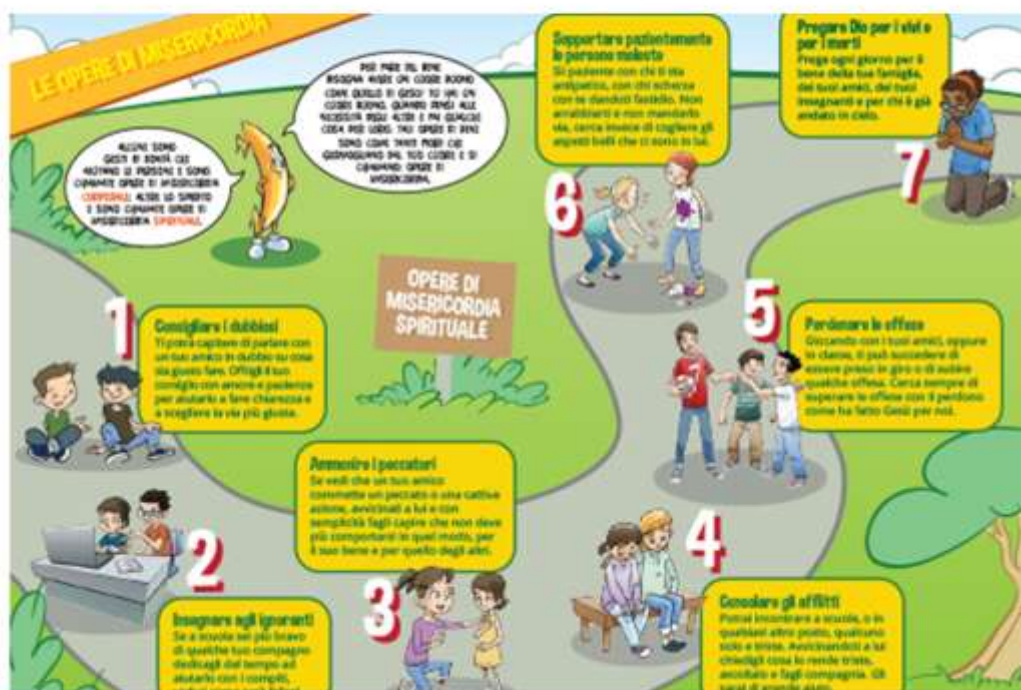 LE OPERE DI MISERICORDIA
ALCUNI SONO
GESTI DI BONTÀ CHE
AIUTANO LE PERSONE E SONO
CHIAMATE OPERE DI MISERICORDIA
CORPORALI; ALTRE LO SPIRITO
E SONO CHIAMATE OPERE DI
MISERICORDIA SPIRITUALI.
PER FARE DEL BENE
BISOGNA AVERE UN CUORE BUONO
COME QUELLO DI GESÙ! TU HAI UN
CUORE BUONO, QUANDO PENSI ALLE
NECESSITÀ DEGLI ALTRI E FAI QUALCHE
COSA PER LORO. TALI OPERE DI BENE
SONO COME TANTI FIORI CHE
GERMOGLIANO DAL TUO CUORE E SI
CHIAMANO: OPERE DI
MISERICORDIA.
OPERE DI
MISERICORDIA
SPIRITUALE
1
Consigliare i dubbiosi
Ti potrà capitare di parlare con
un tuo amico in dubbio su cosa
sia giusto fare. Offrigli il tuo
consiglio con amore e pazienza
per aiutarlo a fare chiarezza e
a scegliere la via più giusta.
2
Insegnare agli ignoranti
Se a scuola sei più bravo
di qualche tuo compagno
dedicagli del tempo ad
aiutarlo con i compiti,
3
Ammonire i peccatori
Se vedi che un tuo amico
commette un peccato o una cattiva
azione, avvicinati a lui e con
semplicità fagli capire che non deve
più comportarsi in quel modo, per
il suo bene e per quello degli altri.
4
Consolare gli afflitti
Potrai incontrare a scuola, o in
qualsiasi altro posto, qualcuno
solo e triste. Avvicinandoti a lui
chiedigli cosa lo rende triste,
ascoltalo e fagli compagnia. Gli
sarai di grande aiuto.
5
Perdonare le offese
Giocando con i tuoi amici, oppure
in classe, ti può succedere di
essere preso in giro o di subire
qualche offesa. Cerca sempre di
superare le offese con il perdono
come ha fatto Gesù per noi.
6
Sopportare pazientemente
le persone moleste
Sii paziente con chi ti sta
antipatico, con chi scherza
con te dandoti fastidio. Non
arrabbiarti e non mandarlo
via, cerca invece di cogliere gli
aspetti belli che ci sono in lui.
7
Pregare Dio per i vivi e
per i morti
Prega ogni giorno per il
bene della tua famiglia,
dei tuoi amici, dei tuoi
insegnanti e per chi è già
andato in cielo.